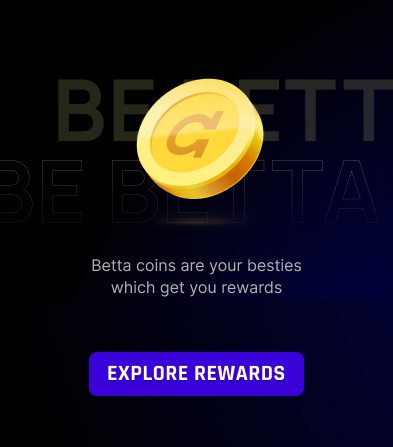 BE BETT
BE BETTA
Betta coins are your besties
which get you rewards
EXPLORE REWARDS